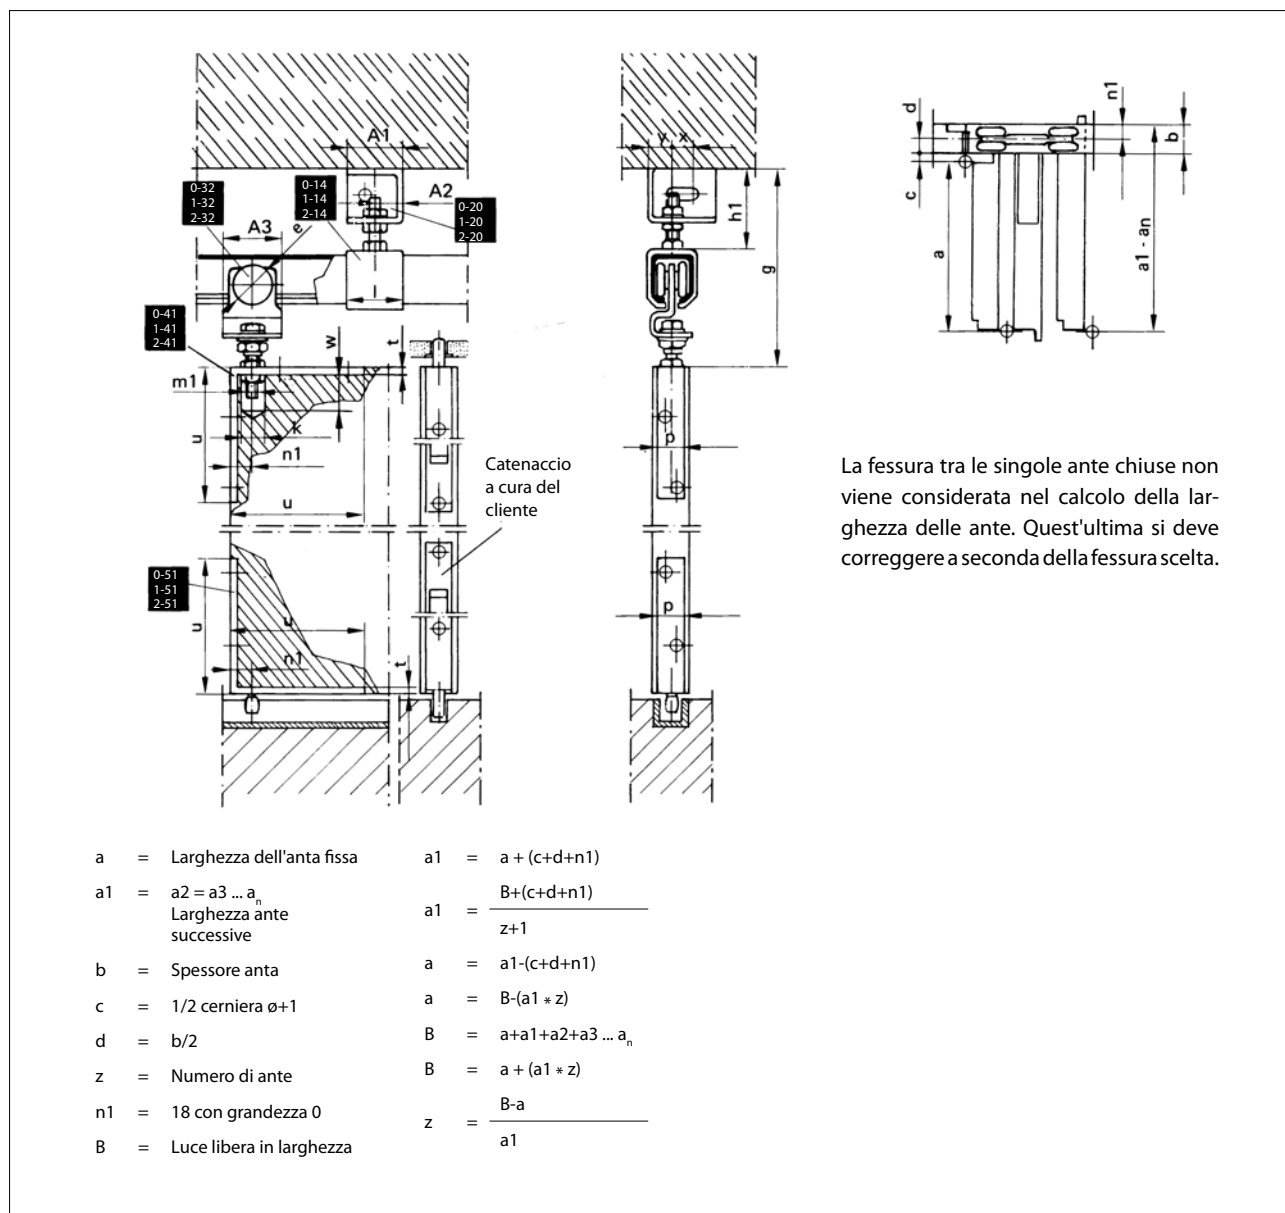 A1
A2
A3
e
l
0-32
1-32
2-32
0-14
1-14
2-14
0-20
1-20
2-20
0-41
1-41
2-41
m1
w
t
k
n1
u
u
Catenaccio
a cura del
cliente
0-51
1-51
2-51
u
u
n1
t
y
x
h1
g
p
p
d
c
a
n1
b
a1 - an
La fessura tra le singole ante chiuse non
viene considerata nel calcolo della lar-
ghezza delle ante. Quest'ultima si deve
correggere a seconda della fessura scelta.
a = Larghezza dell'anta fissa
a1 = a2 = a3 ... an
Larghezza ante
successive
b = Spessore anta
c = 1/2 cerniera ø+1
d = b/2
z = Numero di ante
n1 = 18 con grandezza 0
B = Luce libera in larghezza
a1 = a + (c+d+n1)
B+(c+d+n1)
a1 =
z+1
a = a1-(c+d+n1)
a = B-(a1 * z)
B = a+a1+a2+a3 ... an
B = a + (a1 * z)
B-a
z =
a1